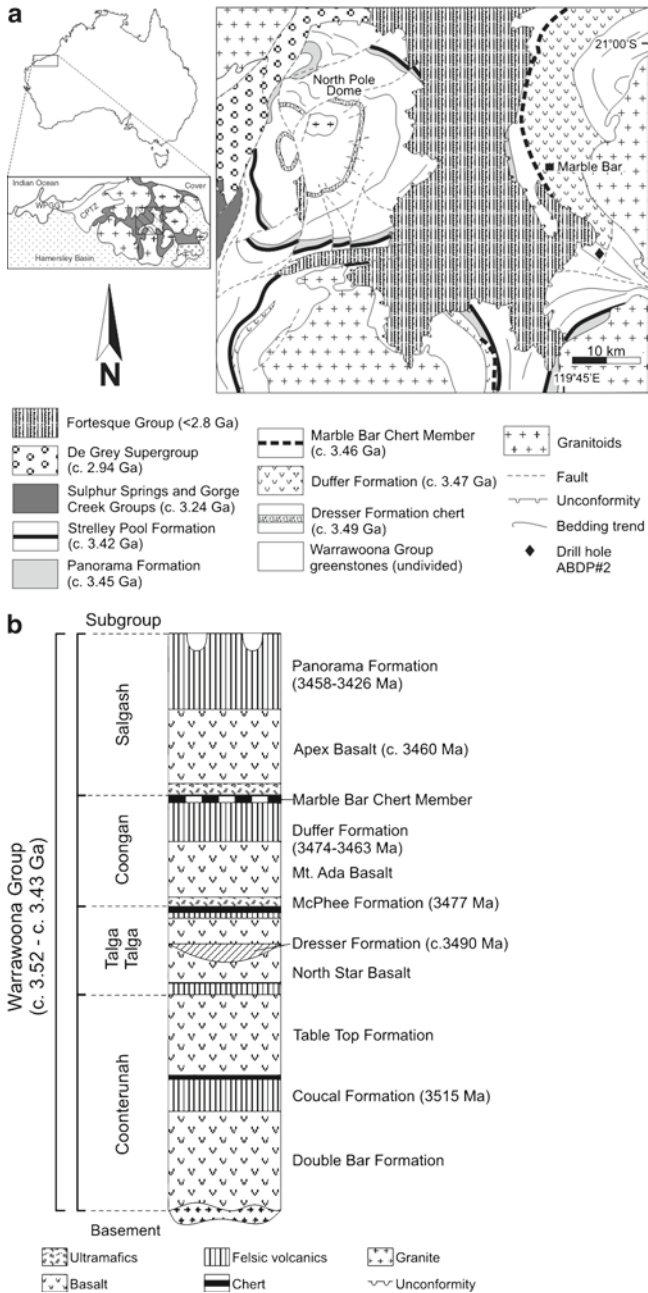 a
North Pole
Dome
21°00'S
Marble Bar
Indian Ocean
Cover
CPTZ
Hamersley Basin
N
10 km
119°45'E
Fortesque Group (<2.8 Ga)
De Grey Supergroup
(c. 2.94 Ga)
Sulphur Springs and Gorge
Creek Groups (c. 3.24 Ga)
Strelley Pool Formation
(c. 3.42 Ga)
Panorama Formation
(c. 3.45 Ga)
Marble Bar Chert Member
(c. 3.46 Ga)
Duffer Formation (c. 3.47 Ga)
Dresser Formation chert
(c. 3.49 Ga)
Warrawoona Group
greenstones (undivided)
Granitoids
Fault
Unconformity
Bedding trend
Drill hole
ABDP#2
b
Subgroup
Warrawoona Group
(c. 3.52 - c. 3.43 Ga)
Salgash
Coongan
Talga
Talga
Coonterunah
Panorama Formation
(3458-3426 Ma)
Apex Basalt (c. 3460 Ma)
Marble Bar Chert Member
Duffer Formation
(3474-3463 Ma)
Mt. Ada Basalt
McPhee Formation (3477 Ma)
Dresser Formation (c.3490 Ma)
North Star Basalt
Table Top Formation
Coucal Formation (3515 Ma)
Double Bar Formation
Basement
Ultramafics
Felsic volcanics
Granite
Basalt
Chert
Unconformity